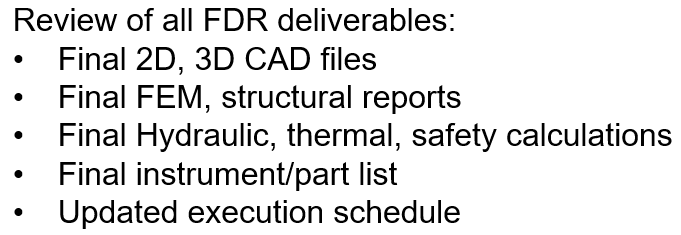 Review of all FDR deliverables:
• Final 2D, 3D CAD files
• Final FEM, structural reports
• Final Hydraulic, thermal, safety calculations
• Final instrument/part list
• Updated execution schedule